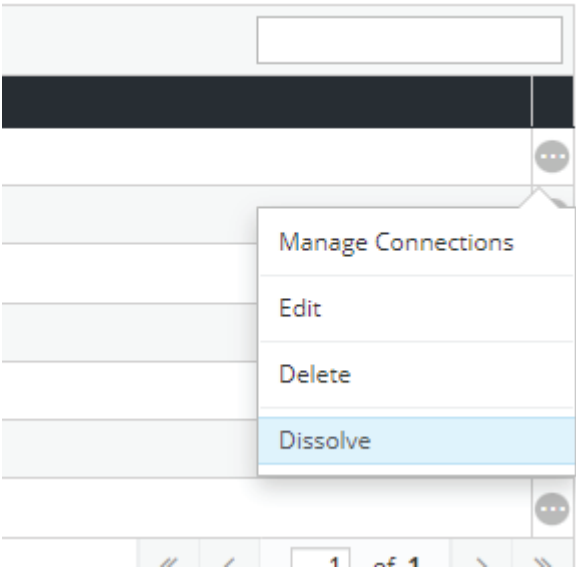 Manage Connections
Edit
Delete
Dissolve
1 of 1